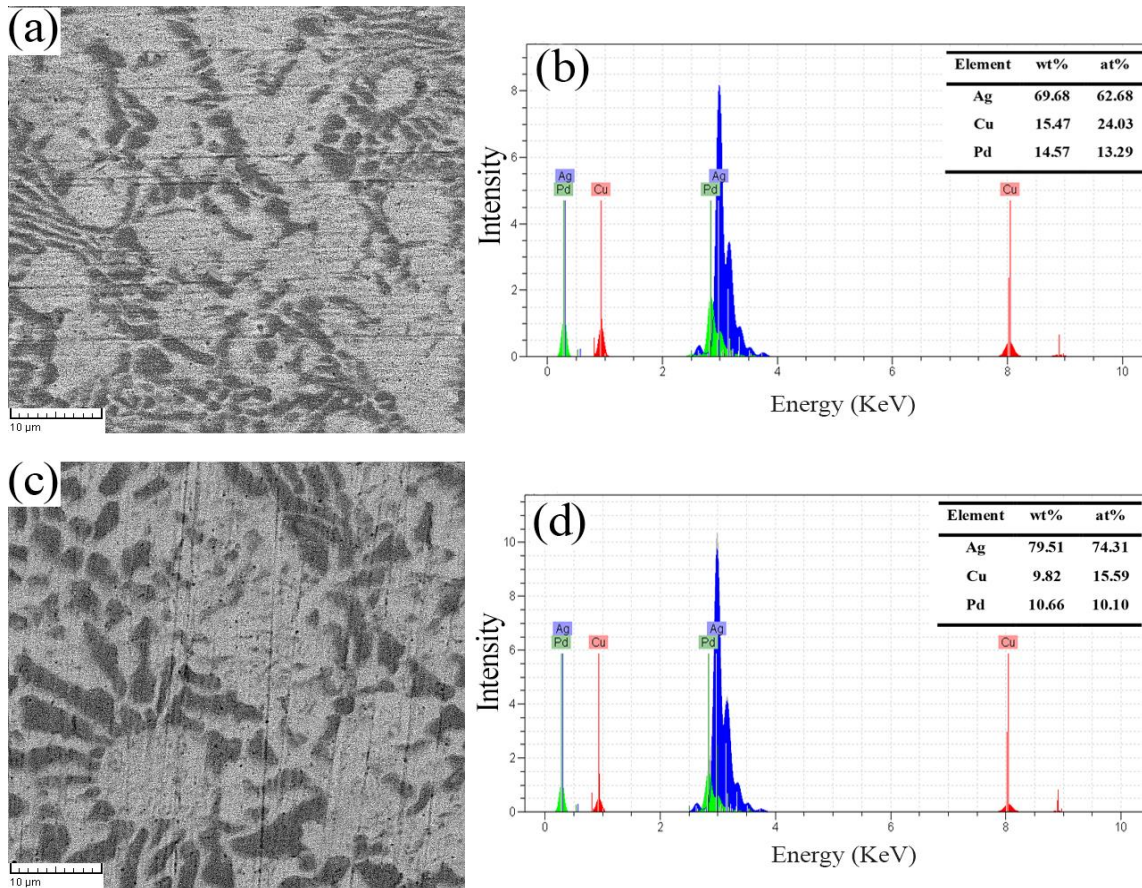 (a)
10 µm
(b)
Element wt% at%
Ag 69.68 62.68
Cu 15.47 24.03
Pd 14.57 13.29
8
6
4
2
0
Ag
Pd
Cu
Pd
Ag
Cu
0 2 4 6 8 10
Intensity
Energy (KeV)
(c)
10 µm
(d)
Element wt% at%
Ag 79.51 74.31
Cu 9.82 15.59
Pd 10.66 10.10
10
8
6
4
2
0
Ag
Pd
Cu
Pd
Ag
Cu
0 2 4 6 8 10
Intensity
Energy (KeV)